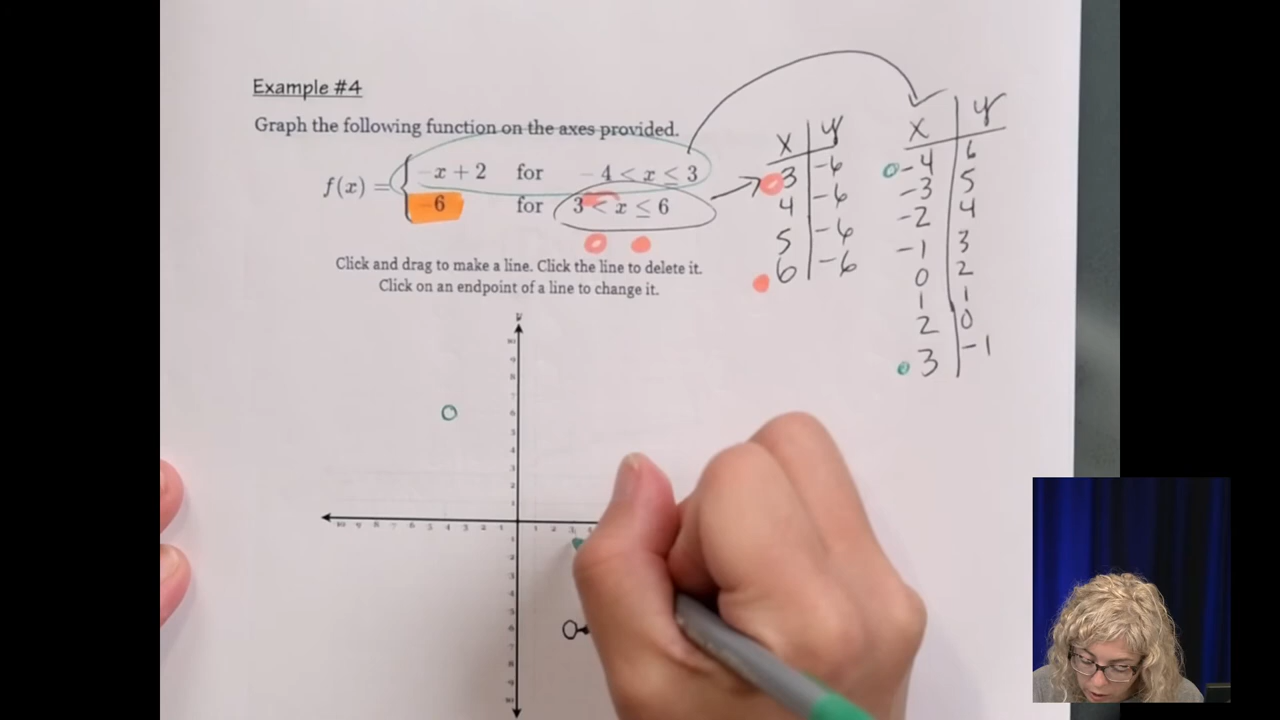 Example #4
Graph the following function on the axes provided.
f(x) = { -x + 2 for -4 < x ≤ 3
-6 for 3 < x ≤ 6
Click and drag to make a line. Click the line to delete it.
Click on an endpoint of a line to change it.
x y
3 -6
4 -6
5 -6
6 -6
x y
-4 6
-3 5
-2 4
-1 3
0 2
1 1
2 0
3 -1
y